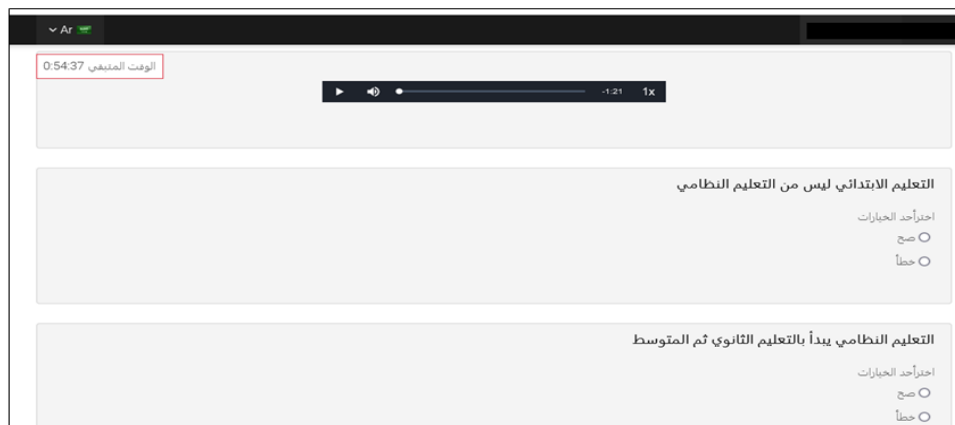 Ar
الوقت المتبقي 0:54:37
-1:21 1x
التعليم الابتدائي ليس من التعليم النظامي
اخترأحد الخيارات
صح
خطأ
التعليم النظامي يبدأ بالتعليم الثانوي ثم المتوسط
اخترأحد الخيارات
صح
خطأ